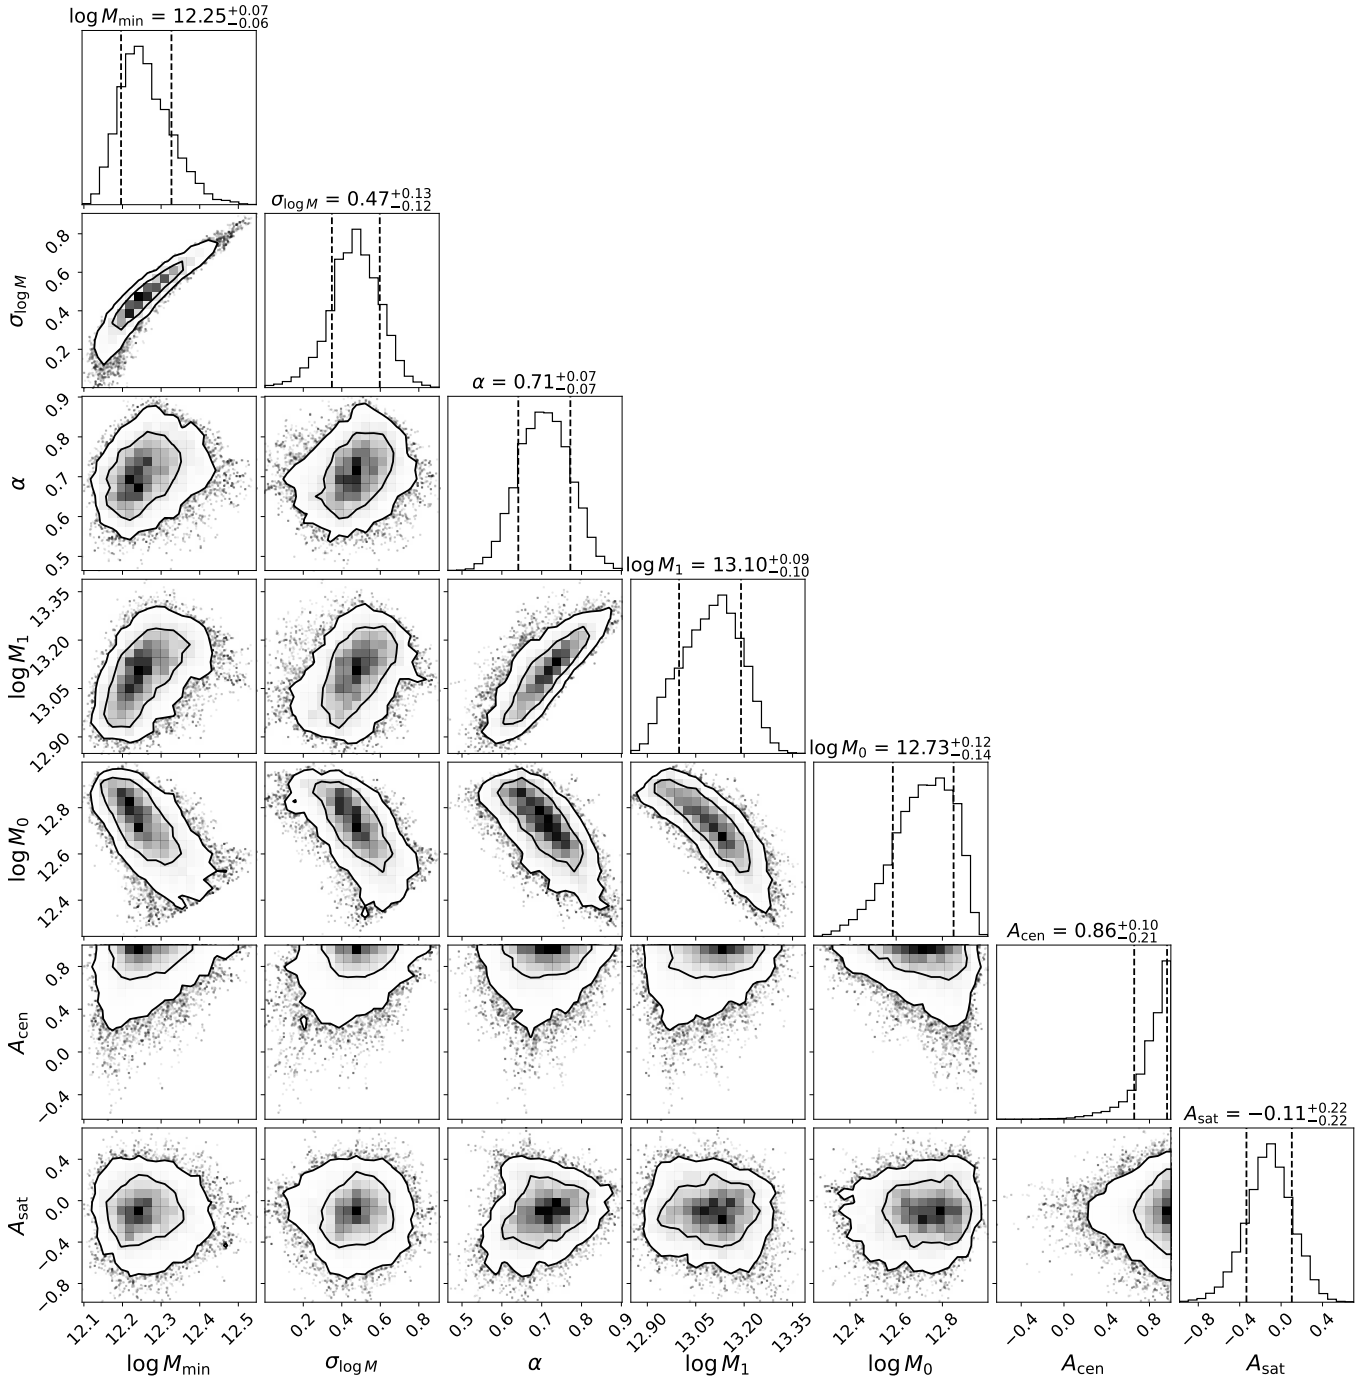 log M_min = 12.25^{+0.07}_{−0.06}
σ_{log M} = 0.47^{+0.13}_{−0.12}
0.8
0.6
0.4
0.2
σ_{log M}
α = 0.71^{+0.07}_{−0.07}
0.9
0.8
0.7
0.6
0.5
α
log M_1 = 13.10^{+0.09}_{−0.10}
13.35
13.20
13.05
12.90
log M_1
log M_0 = 12.73^{+0.12}_{−0.14}
12.8
12.6
12.4
log M_0
A_cen = 0.86^{+0.10}_{−0.21}
0.8
0.4
0.0
−0.4
A_cen
A_sat = −0.11^{+0.22}_{−0.22}
0.4
0.0
−0.4
−0.8
A_sat
12.1 12.2 12.3 12.4 12.5 0.2 0.4 0.6 0.8 0.5 0.6 0.7 0.8 0.9 12.90 13.05 13.20 13.35 12.4 12.6 12.8 −0.4 0.0 0.4 0.8 −0.8 −0.4 0.0 0.4
log M_min σ_{log M} α log M_1 log M_0 A_cen A_sat